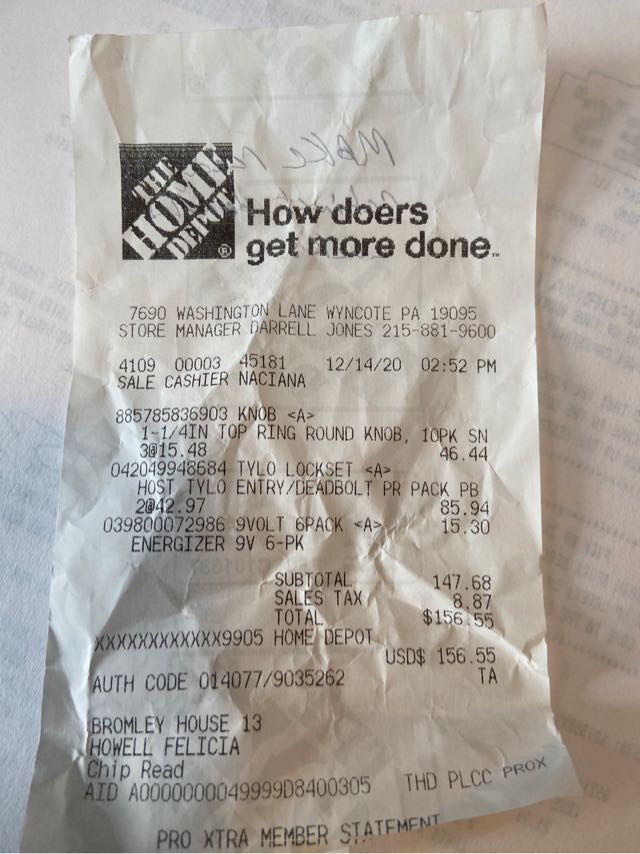 THE
HOME
DEPOT
How doers
get more done.™
7690 WASHINGTON LANE WYNCOTE PA 19095
STORE MANAGER DARRELL JONES 215-881-9600
4109 00003 45181 12/14/20 02:52 PM
SALE CASHIER NACIANA
885785836903 KNOB <A>
1-1/4IN TOP RING ROUND KNOB, 10PK SN
3@15.48 46.44
042049948684 TYLO LOCKSET <A>
HOST TYLO ENTRY/DEADBOLT PR PACK PB
2@42.97 85.94
039800072986 9VOLT 6PACK <A> 15.30
ENERGIZER 9V 6-PK
SUBTOTAL 147.68
SALES TAX 8.87
TOTAL $156.55
XXXXXXXXXXXX9905 HOME DEPOT
USD$ 156.55
AUTH CODE 014077/9035262 TA
BROMLEY HOUSE 13
HOWELL FELICIA
Chip Read
AID A0000000049999D8400305 THD PLCC PROX
PRO XTRA MEMBER STATEMENT